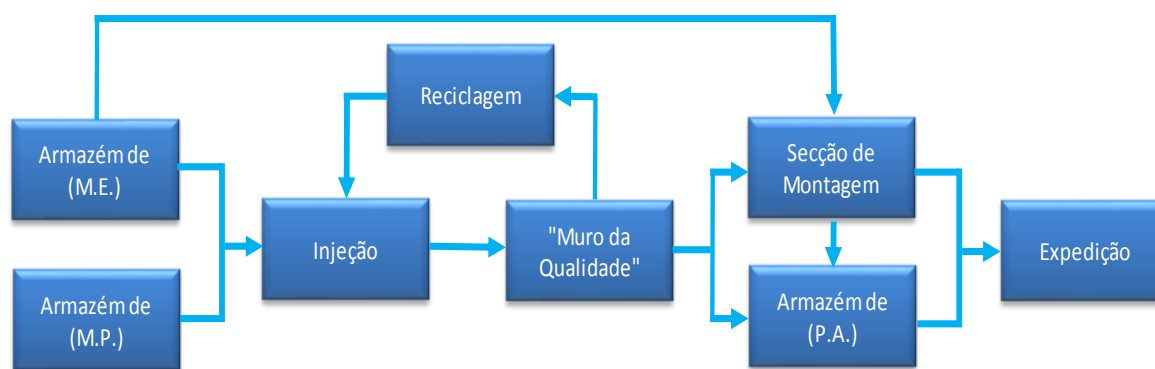 Reciclagem
Armazém de
(M.E.)
Secção de
Montagem
Injeção
"Muro da
Qualidade"
Expedição
Armazém de
(M.P.)
Armazém de
(P.A.)